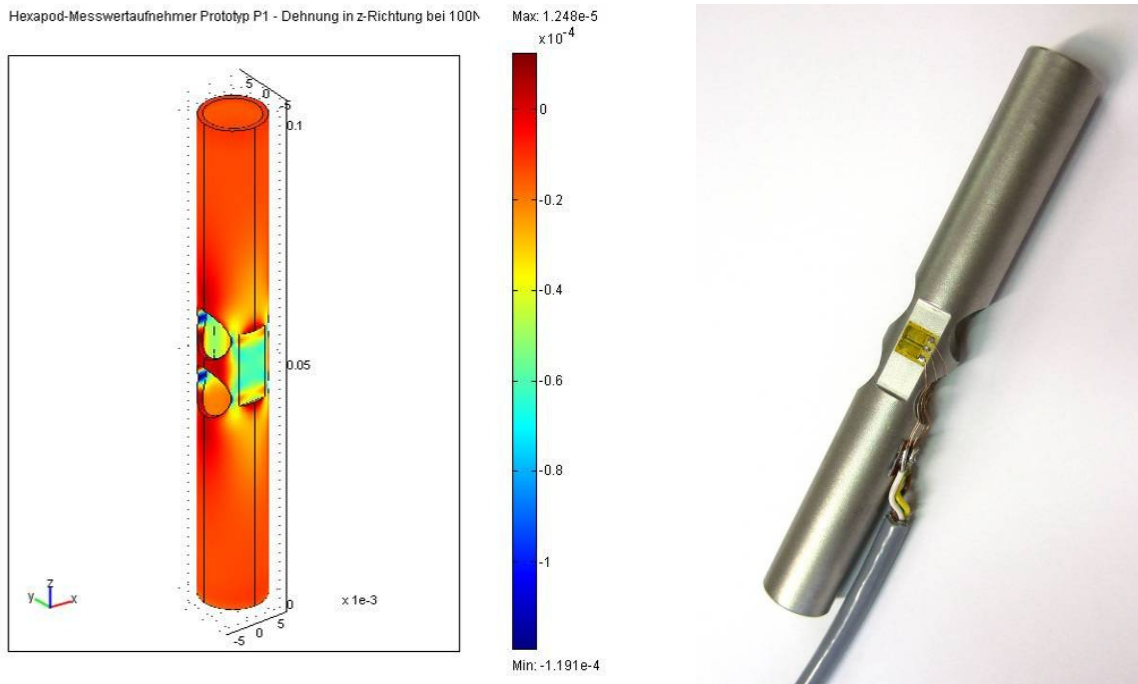 Hexapod-Messwertaufnehmer Prototyp P1 - Dehnung in z-Richtung bei 100N
Max: 1.248e-5
x10^-4
0
-0.2
-0.4
-0.6
-0.8
-1
Min: -1.191e-4
5
0
-5
0.1
0.05
0
x 1e-3
5
0
-5
z
y
x